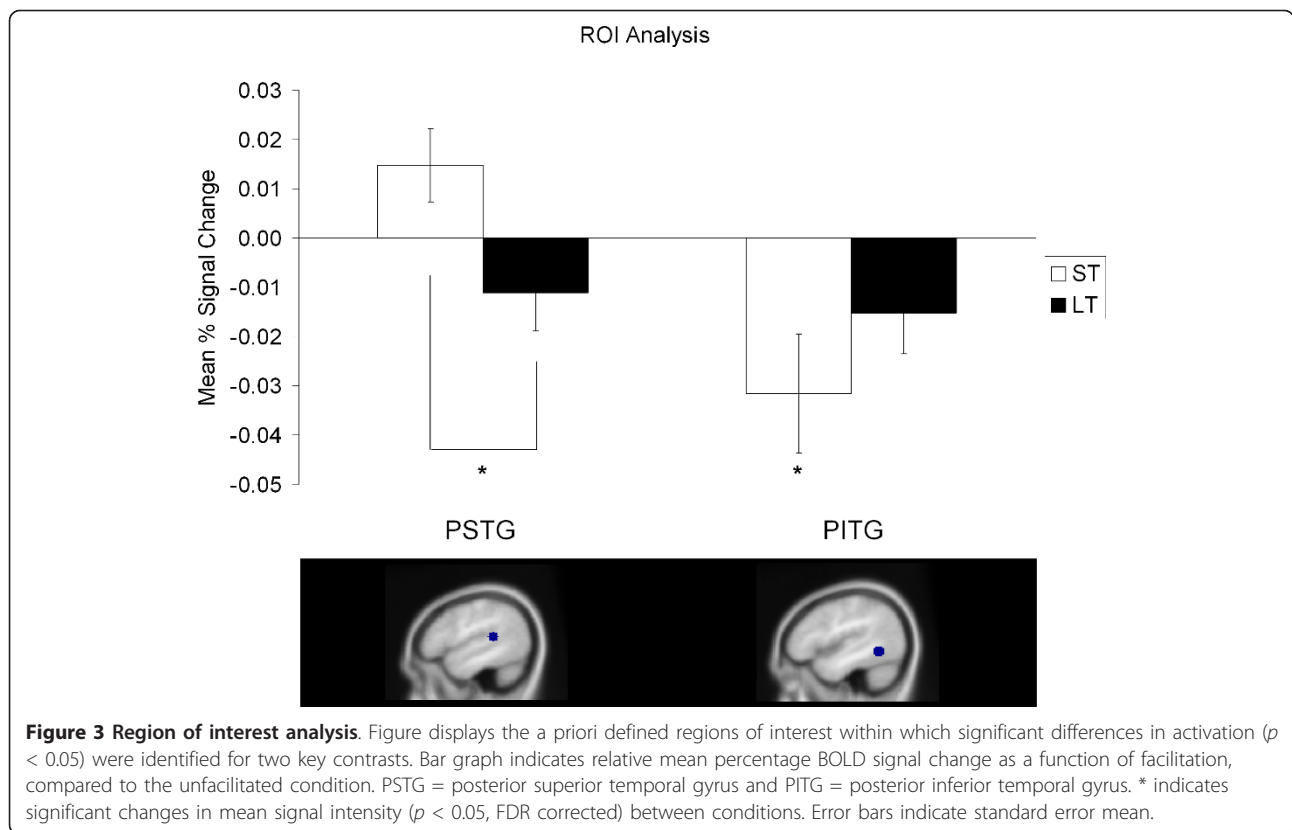 ROI Analysis
Mean % Signal Change
0.03
0.02
0.01
0.00
-0.01
-0.02
-0.03
-0.04
-0.05
* *
ST
LT
PSTG PITG
Figure 3 Region of interest analysis. Figure displays the a priori defined regions of interest within which significant differences in activation (p
< 0.05) were identified for two key contrasts. Bar graph indicates relative mean percentage BOLD signal change as a function of facilitation,
compared to the unfacilitated condition. PSTG = posterior superior temporal gyrus and PITG = posterior inferior temporal gyrus. * indicates
significant changes in mean signal intensity (p < 0.05, FDR corrected) between conditions. Error bars indicate standard error mean.